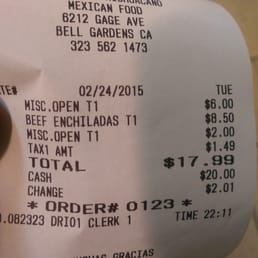 MEXICAN FOOD
6212 GAGE AVE
BELL GARDENS CA
323 562 1473
02/24/2015 TUE
MISC.OPEN T1 $6.00
BEEF ENCHILADAS T1 $8.50
MISC.OPEN T1 $2.00
TAX1 AMT $1.49
TOTAL $17.99
CASH $20.00
CHANGE $2.01
* ORDER# 0123 *
.082323 DRI01 CLERK 1 TIME 22:11
GRACIAS